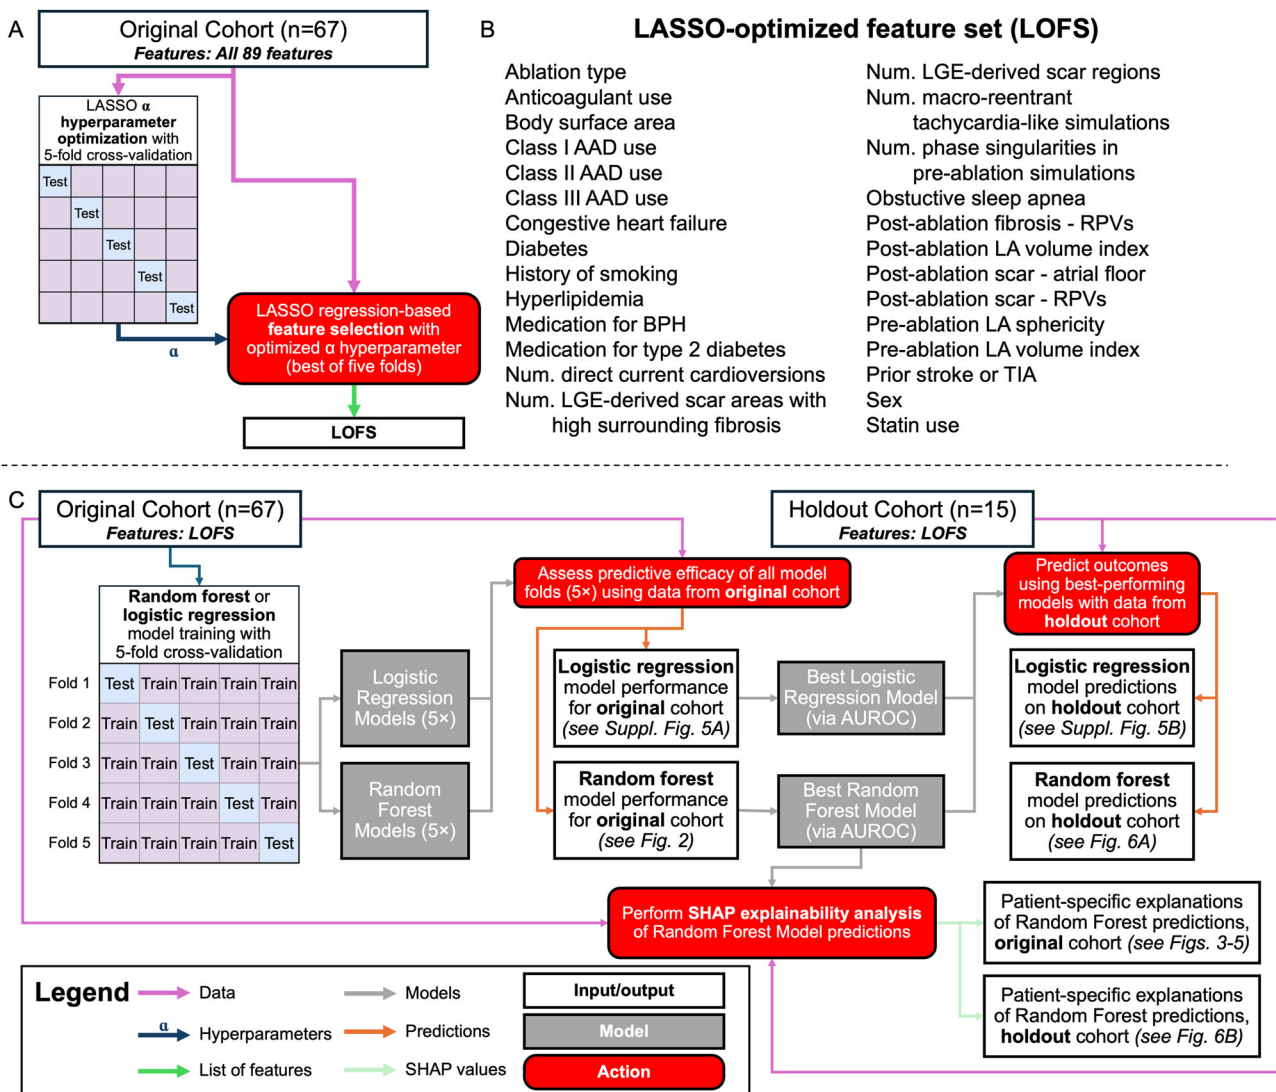 A
Original Cohort (n=67)
Features: All 89 features
LASSO α
hyperparameter
optimization with
5-fold cross-validation
Test
Test
Test
Test
Test
α
LASSO regression-based
feature selection with
optimized α hyperparameter
(best of five folds)
LOFS
B
LASSO-optimized feature set (LOFS)
Ablation type
Anticoagulant use
Body surface area
Class I AAD use
Class II AAD use
Class III AAD use
Congestive heart failure
Diabetes
History of smoking
Hyperlipidemia
Medication for BPH
Medication for type 2 diabetes
Num. direct current cardioversions
Num. LGE-derived scar areas with
high surrounding fibrosis
Num. LGE-derived scar regions
Num. macro-reentrant
tachycardia-like simulations
Num. phase singularities in
pre-ablation simulations
Obstuctive sleep apnea
Post-ablation fibrosis - RPVs
Post-ablation LA volume index
Post-ablation scar - atrial floor
Post-ablation scar - RPVs
Pre-ablation LA sphericity
Pre-ablation LA volume index
Prior stroke or TIA
Sex
Statin use
C
Original Cohort (n=67)
Features: LOFS
Random forest or
logistic regression
model training with
5-fold cross-validation
Fold 1 Test Train Train Train Train
Fold 2 Train Test Train Train Train
Fold 3 Train Train Test Train Train
Fold 4 Train Train Train Test Train
Fold 5 Train Train Train Train Test
Logistic
Regression
Models (5×)
Random
Forest
Models (5×)
Assess predictive efficacy of all model
folds (5×) using data from original cohort
Logistic regression
model performance
for original cohort
(see Suppl. Fig. 5A)
Random forest
model performance
for original cohort
(see Fig. 2)
Best Logistic
Regression Model
(via AUROC)
Best Random
Forest Model
(via AUROC)
Holdout Cohort (n=15)
Features: LOFS
Predict outcomes
using best-performing
models with data from
holdout cohort
Logistic regression
model predictions
on holdout cohort
(see Suppl. Fig. 5B)
Random forest
model predictions
on holdout cohort
(see Fig. 6A)
Perform SHAP explainability analysis
of Random Forest Model predictions
Patient-specific explanations
of Random Forest predictions,
original cohort (see Figs. 3-5)
Patient-specific explanations
of Random Forest predictions,
holdout cohort (see Fig. 6B)
Legend
Data
α
Hyperparameters
List of features
Models
Predictions
SHAP values
Input/output
Model
Action